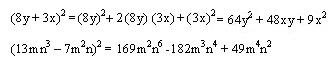 (8y + 3x)² = (8y)² + 2(8y) (3x) + (3x)² = 64y² + 48xy + 9x²
(13mn³ – 7m²n)² = 169m²n⁶ -182m³n⁴ + 49m⁴n²